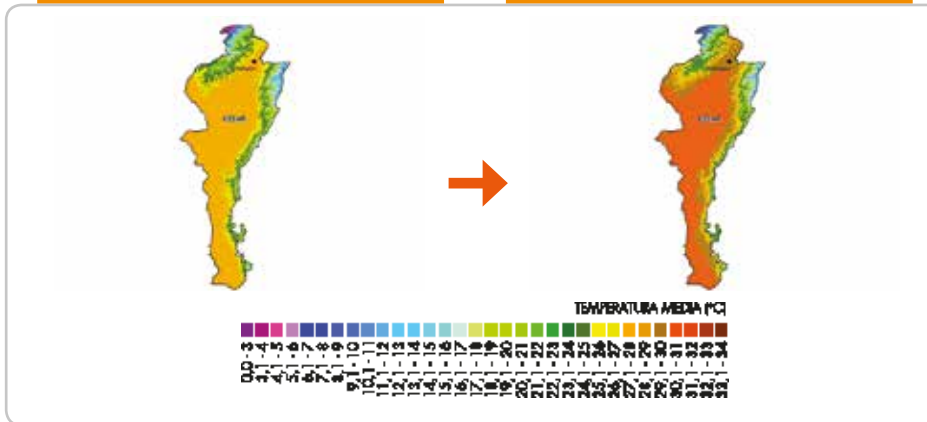 TEMPERATURA MEDIA (°C)
0,0 - 3
3,1 - 4
4,1 - 5
5,1 - 6
6,1 - 7
7,1 - 8
8,1 - 9
9,1 - 10
10,1 - 11
11,1 - 12
12,1 - 13
13,1 - 14
14,1 - 15
15,1 - 16
16,1 - 17
17,1 - 18
18,1 - 19
19,1 - 20
20,1 - 21
21,1 - 22
22,1 - 23
23,1 - 24
24,1 - 25
25,1 - 26
26,1 - 27
27,1 - 28
28,1 - 29
29,1 - 30
30,1 - 31
31,1 - 32
32,1 - 33
33,1 - 34